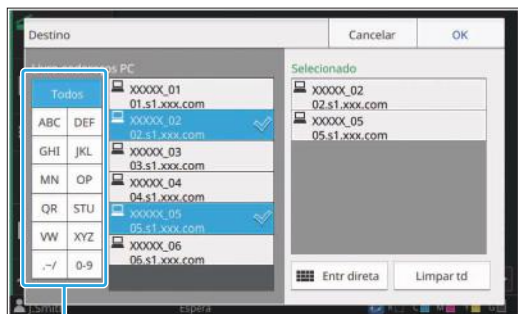 Destino
Cancelar
OK
Livro endereços PC
Selecionado
Todos
ABC
DEF
GHI
JKL
MN
OP
QR
STU
VW
XYZ
.~/
0-9
XXXXX_01
01.s1.xxx.com
XXXXX_02
02.s1.xxx.com
XXXXX_03
03.s1.xxx.com
XXXXX_04
04.s1.xxx.com
XXXXX_05
05.s1.xxx.com
XXXXX_06
06.s1.xxx.com
XXXXX_02
02.s1.xxx.com
XXXXX_05
05.s1.xxx.com
Entr direta
Limpar td
J.Smith
Espera